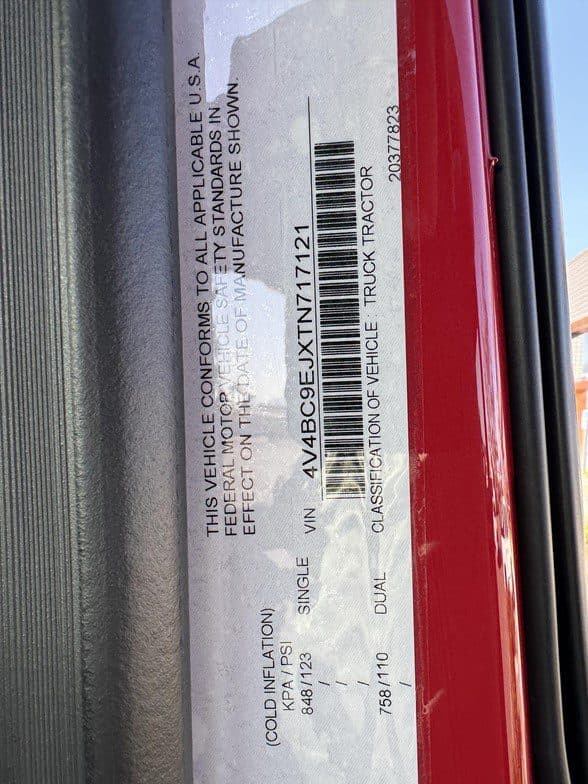 THIS VEHICLE CONFORMS TO ALL APPLICABLE U.S.A.
FEDERAL MOTOR VEHICLE SAFETY STANDARDS IN
EFFECT ON THE DATE OF MANUFACTURE SHOWN.
(COLD INFLATION)
KPA / PSI
848/123 SINGLE VIN 4V4BC9EJXTN717121
/
/
/
758/110 DUAL CLASSIFICATION OF VEHICLE : TRUCK TRACTOR
/ 20377823